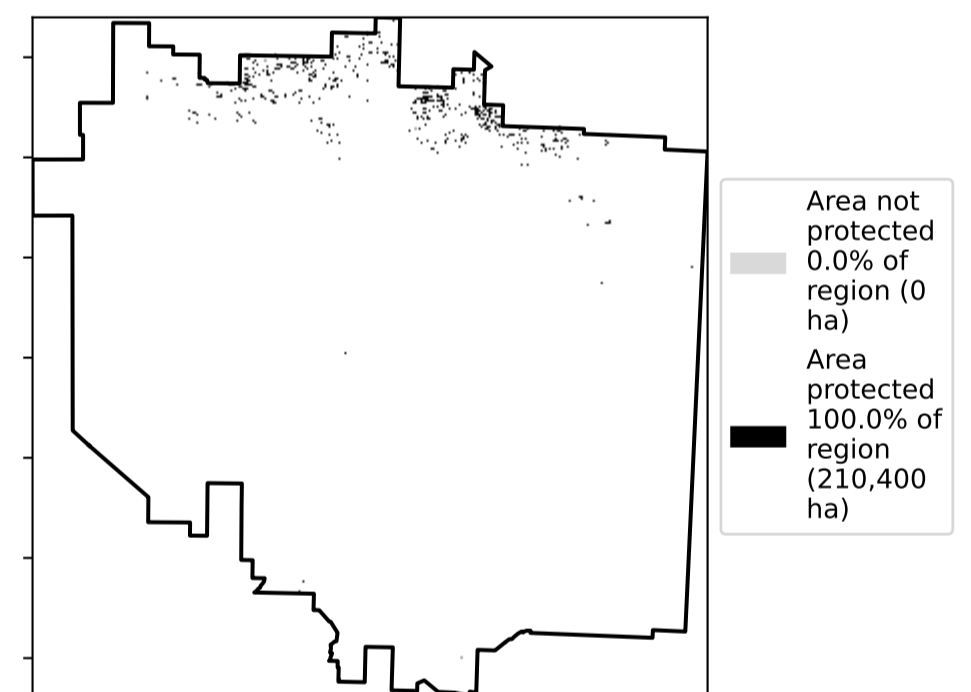 Area not
protected
0.0% of
region (0
ha)
Area
protected
100.0% of
region
(210,400
ha)